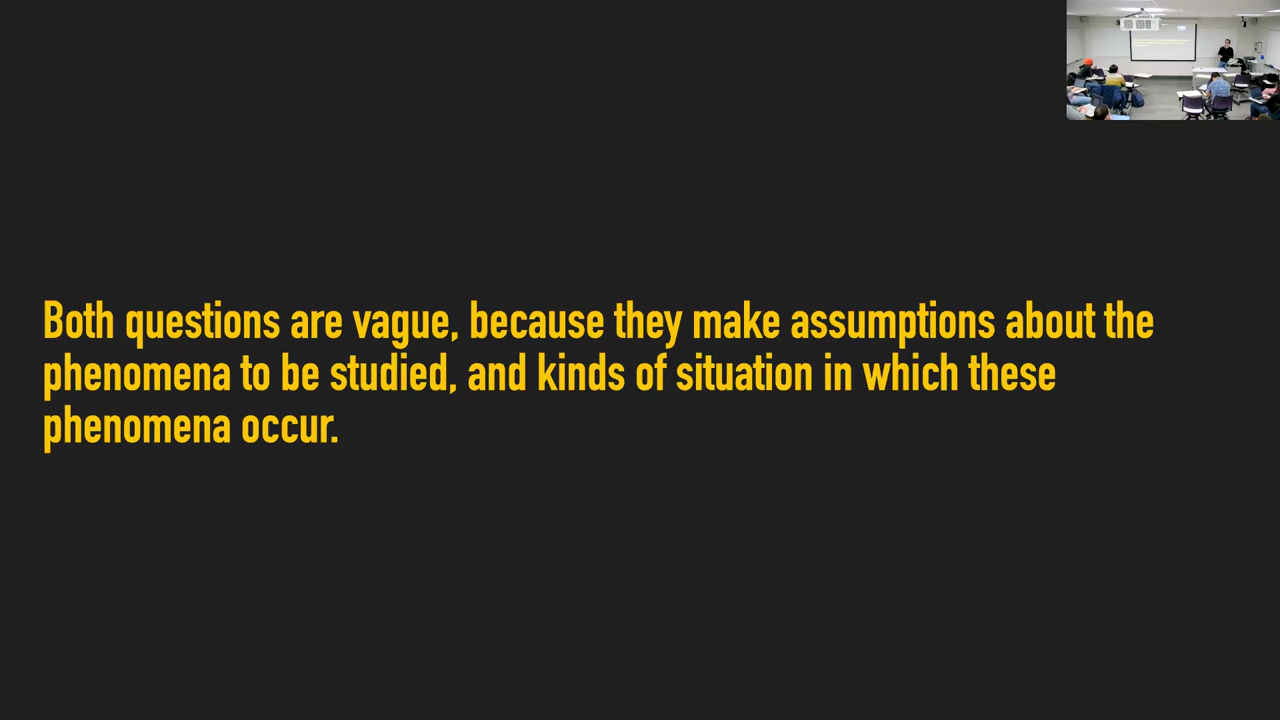 Both questions are vague, because they make assumptions about the
phenomena to be studied, and kinds of situation in which these
phenomena occur.